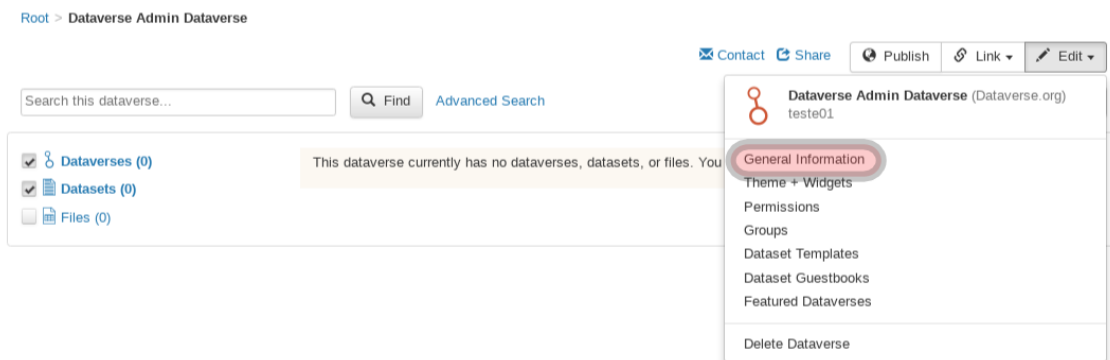 Root > Dataverse Admin Dataverse
Contact Share Publish Link Edit
Search this dataverse... Find Advanced Search
Dataverse Admin Dataverse (Dataverse.org)
teste01
Dataverses (0)
Datasets (0)
Files (0)
This dataverse currently has no dataverses, datasets, or files. You
General Information
Theme + Widgets
Permissions
Groups
Dataset Templates
Dataset Guestbooks
Featured Dataverses
Delete Dataverse